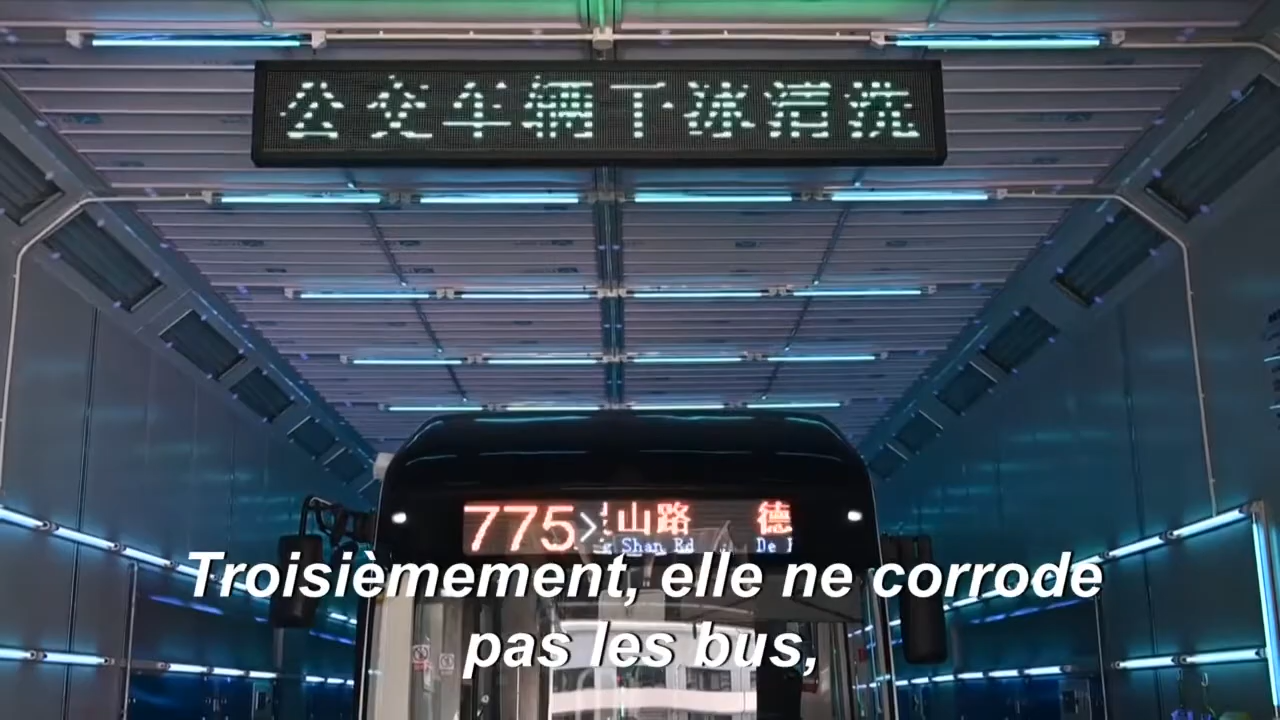 公交车辆干冰清洗
775 山路 德
Shan Rd De
Troisièmement, elle ne corrode
pas les bus,